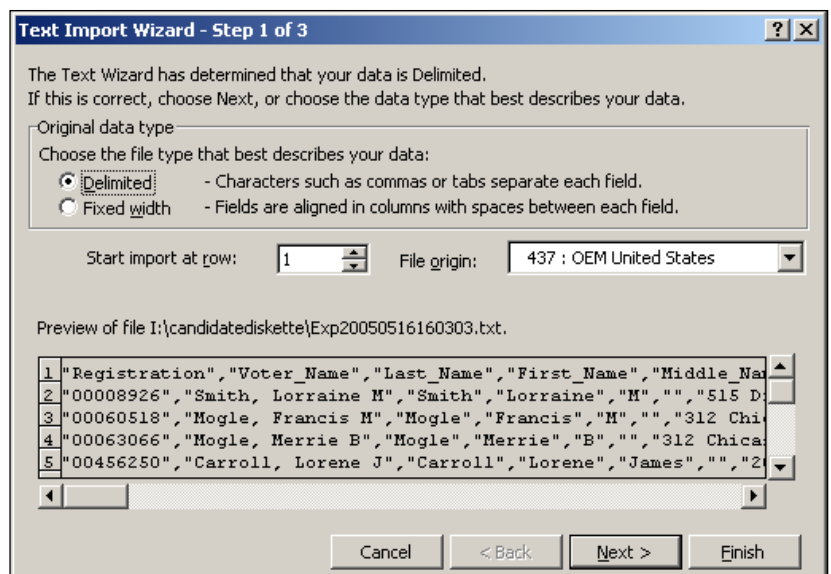 Text Import Wizard - Step 1 of 3
The Text Wizard has determined that your data is Delimited.
If this is correct, choose Next, or choose the data type that best describes your data.
Original data type
Choose the file type that best describes your data:
Delimited - Characters such as commas or tabs separate each field.
Fixed width - Fields are aligned in columns with spaces between each field.
Start import at row: 1 File origin: 437 : OEM United States
Preview of file I:\candidatediskette\Exp20050516160303.txt.
1 "Registration","Voter_Name","Last_Name","First_Name","Middle_Na
2 "00008926","Smith, Lorraine M","Smith","Lorraine","M","","515 D
3 "00060518","Mogle, Francis M","Mogle","Francis","M","","312 Chi
4 "00063066","Mogle, Merrie B","Mogle","Merrie","B","","312 Chica
5 "00456250","Carroll, Lorene J","Carroll","Lorene","James","","2
Cancel < Back Next > Finish